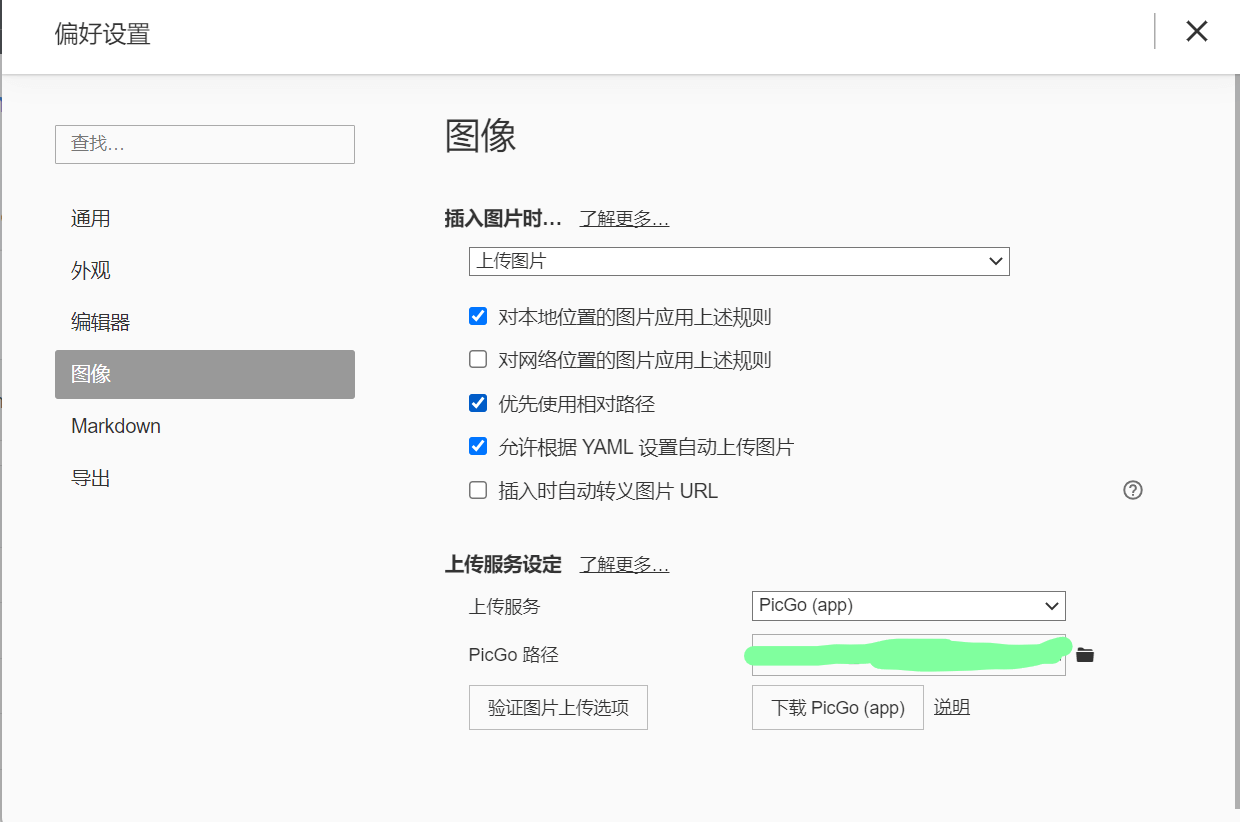 偏好设置
查找…
通用
外观
编辑器
图像
Markdown
导出
图像
插入图片时… 了解更多…
上传图片
对本地位置的图片应用上述规则
对网络位置的图片应用上述规则
优先使用相对路径
允许根据 YAML 设置自动上传图片
插入时自动转义图片 URL
上传服务设定 了解更多…
上传服务 PicGo (app)
PicGo 路径
验证图片上传选项 下载 PicGo (app) 说明